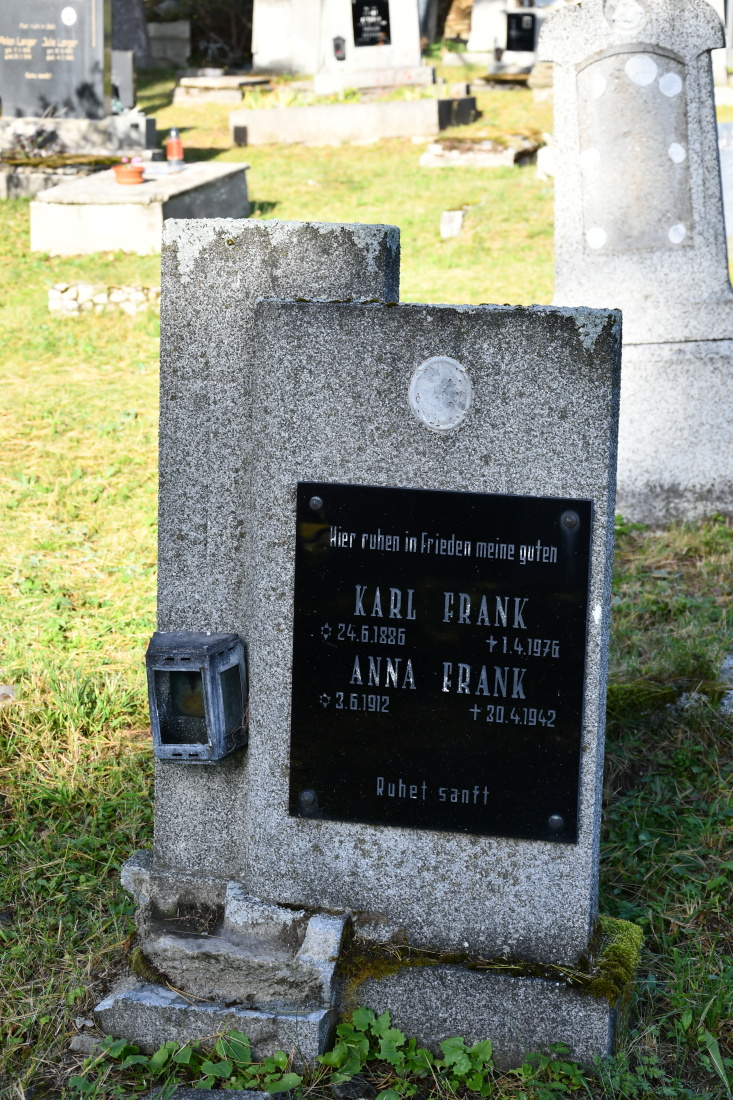 Hier ruhen in Frieden meine guten
KARL FRANK
✡ 24.6.1886 ✝ 1.4.1976
ANNA FRANK
✡ 3.6.1912 ✝ 30.4.1942
Ruhet sanft